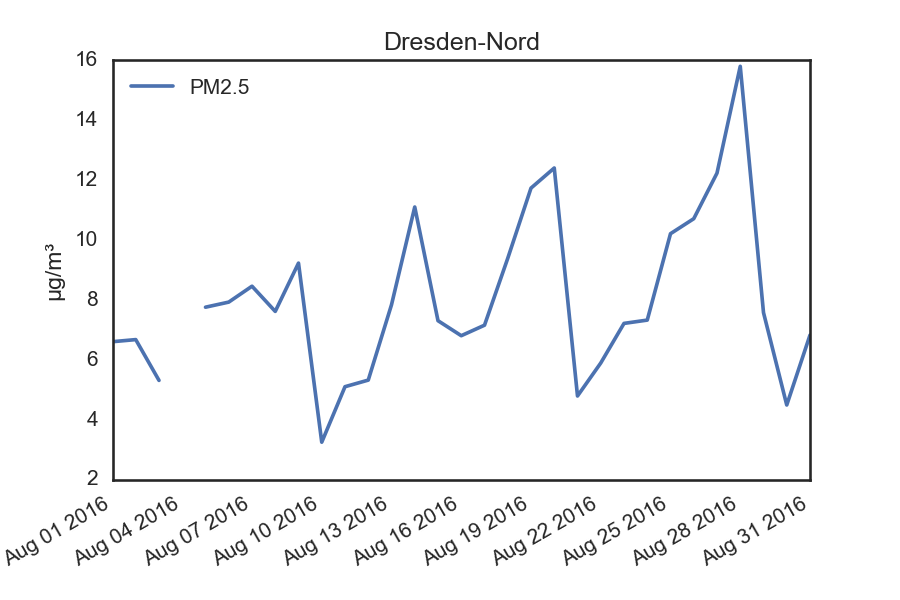 Dresden-Nord
16
PM2.5
14
12
10
µg/m³
8
6
4
2
Aug 01 2016
Aug 04 2016
Aug 07 2016
Aug 10 2016
Aug 13 2016
Aug 16 2016
Aug 19 2016
Aug 22 2016
Aug 25 2016
Aug 28 2016
Aug 31 2016